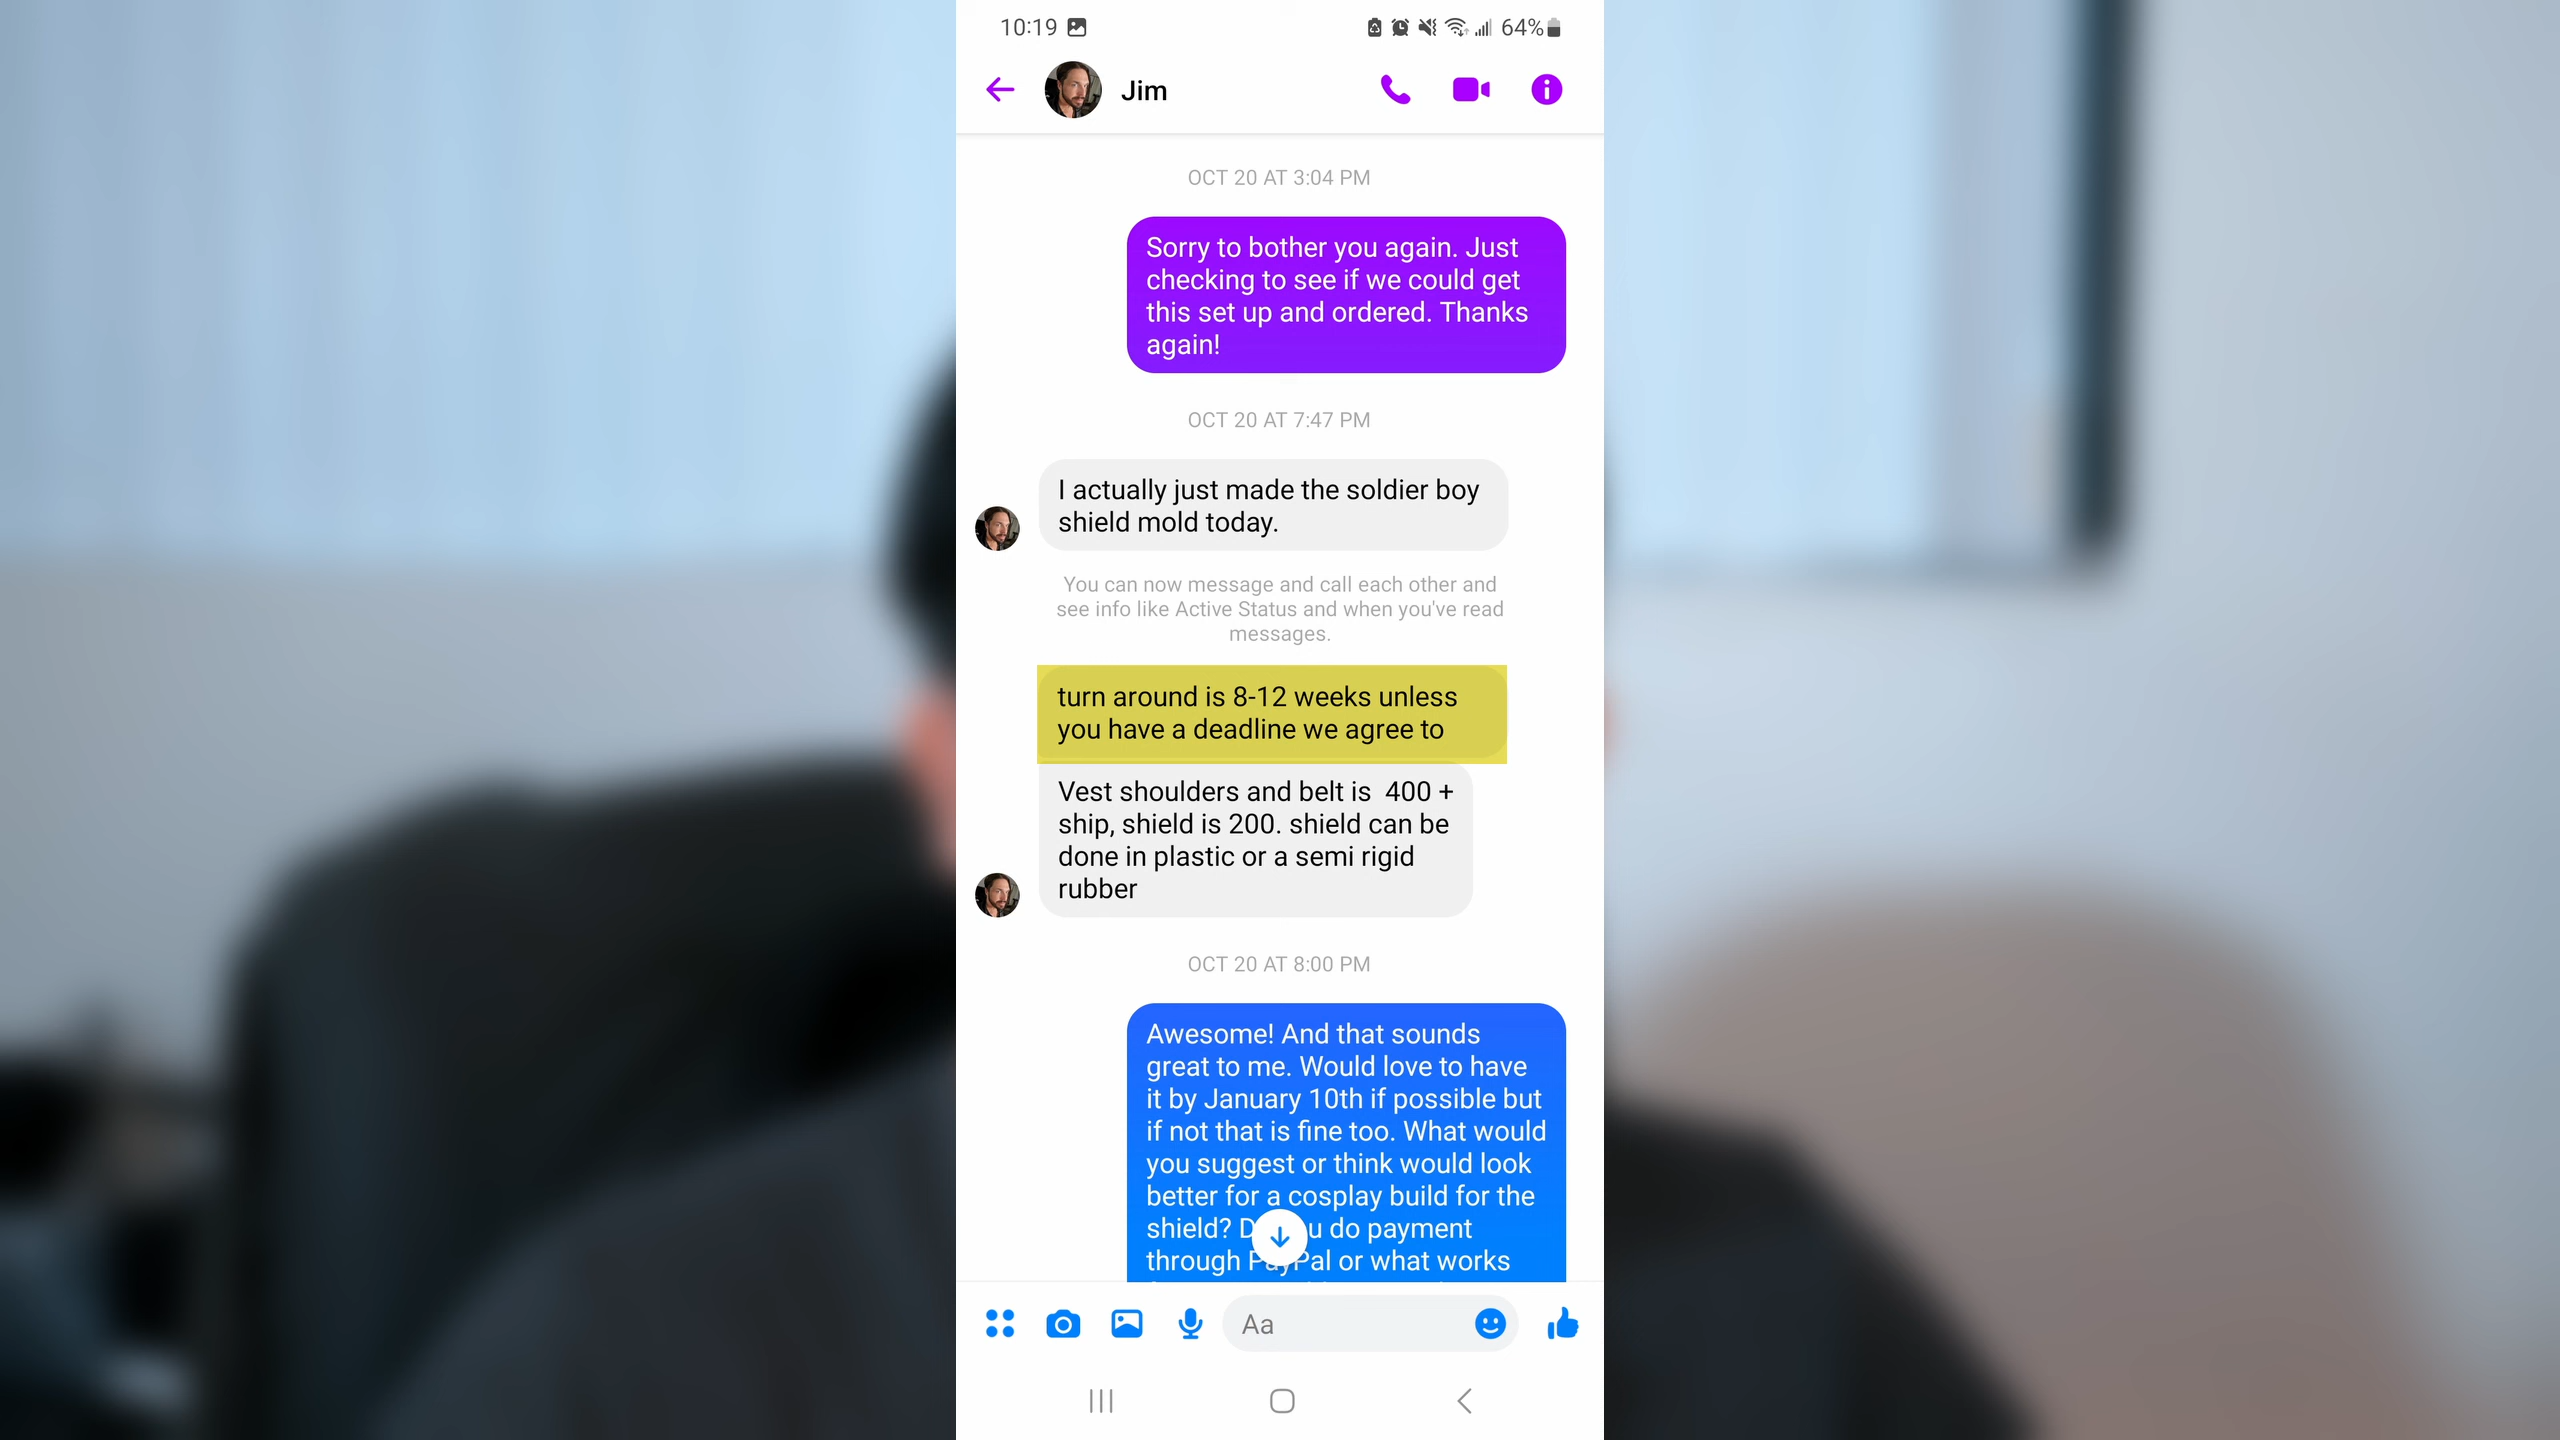 10:19
64%
Jim
OCT 20 AT 3:04 PM
Sorry to bother you again. Just
checking to see if we could get
this set up and ordered. Thanks
again!
OCT 20 AT 7:47 PM
I actually just made the soldier boy
shield mold today.
You can now message and call each other and
see info like Active Status and when you've read
messages.
turn around is 8-12 weeks unless
you have a deadline we agree to
Vest shoulders and belt is 400 +
ship, shield is 200. shield can be
done in plastic or a semi rigid
rubber
OCT 20 AT 8:00 PM
Awesome! And that sounds
great to me. Would love to have
it by January 10th if possible but
if not that is fine too. What would
you suggest or think would look
better for a cosplay build for the
shield? do payment
through PayPal or what works
Aa